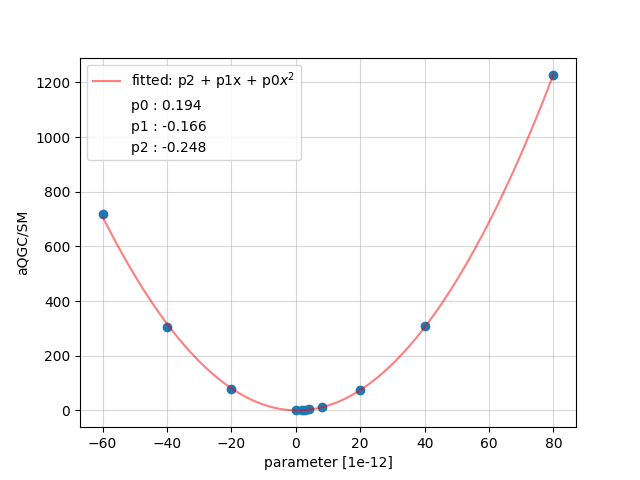 fitted: p2 + p1x + p0x²
p0 : 0.194
p1 : -0.166
p2 : -0.248
1200
1000
800
600
400
200
0
aQGC/SM
−60 −40 −20 0 20 40 60 80
parameter [1e-12]